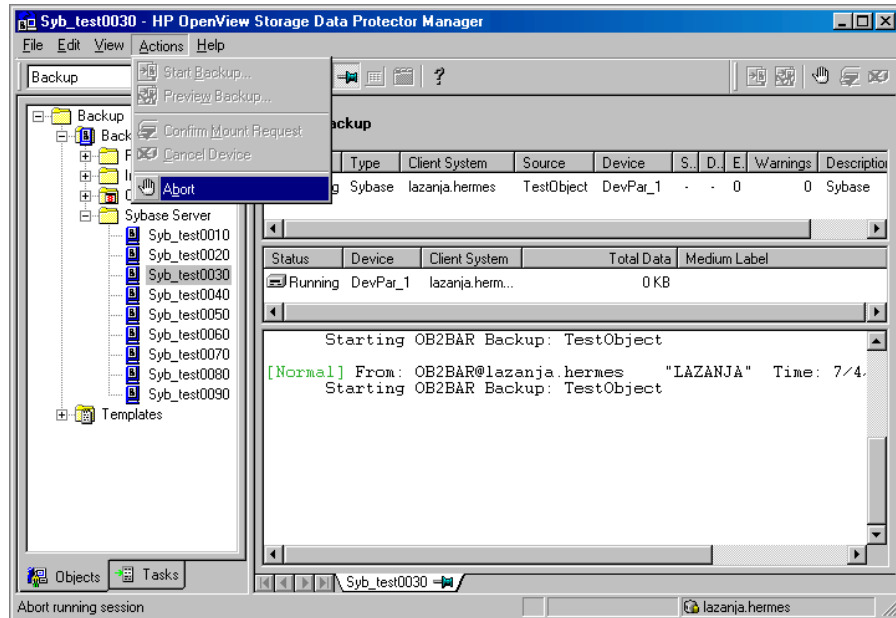 Syb_test0030 - HP OpenView Storage Data Protector Manager
File Edit View Actions Help
Backup
Start Backup...
Preview Backup...
Confirm Mount Request
Cancel Device
Abort
Backup
Back
Sybase Server
Syb_test0010
Syb_test0020
Syb_test0030
Syb_test0040
Syb_test0050
Syb_test0060
Syb_test0070
Syb_test0080
Syb_test0090
Templates
Objects Tasks
ackup
Type Client System Source Device S.. D.. E. Warnings Description
g Sybase lazanja.hermes TestObject DevPar_1 - - 0 0 Sybase
Status Device Client System Total Data Medium Label
Running DevPar_1 lazanja.herm... 0 KB
Starting OB2BAR Backup: TestObject
[Normal] From: OB2BAR@lazanja.hermes "LAZANJA" Time: 7/4/
Starting OB2BAR Backup: TestObject
Syb_test0030
Abort running session
lazanja.hermes